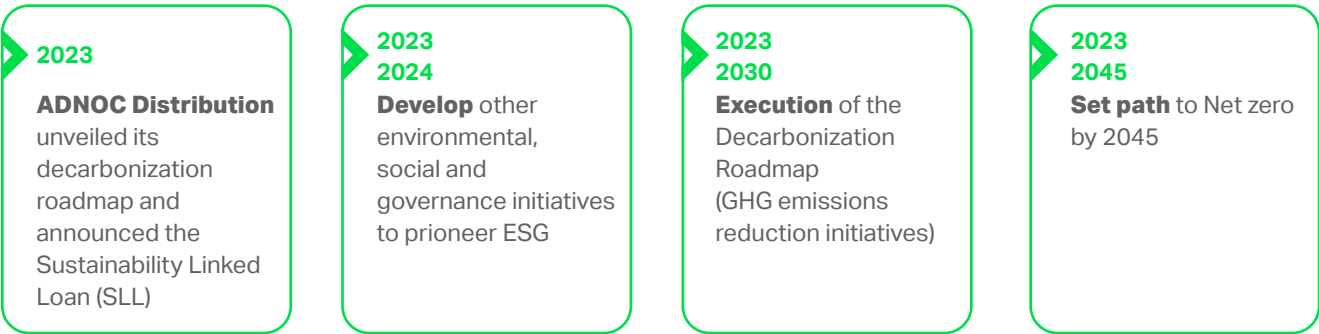 2023
ADNOC Distribution
unveiled its
decarbonization
roadmap and
announced the
Sustainability Linked
Loan (SLL)
2023
2024
Develop other
environmental,
social and
governance initiatives
to prioneer ESG
2023
2030
Execution of the
Decarbonization
Roadmap
(GHG emissions
reduction initiatives)
2023
2045
Set path to Net zero
by 2045